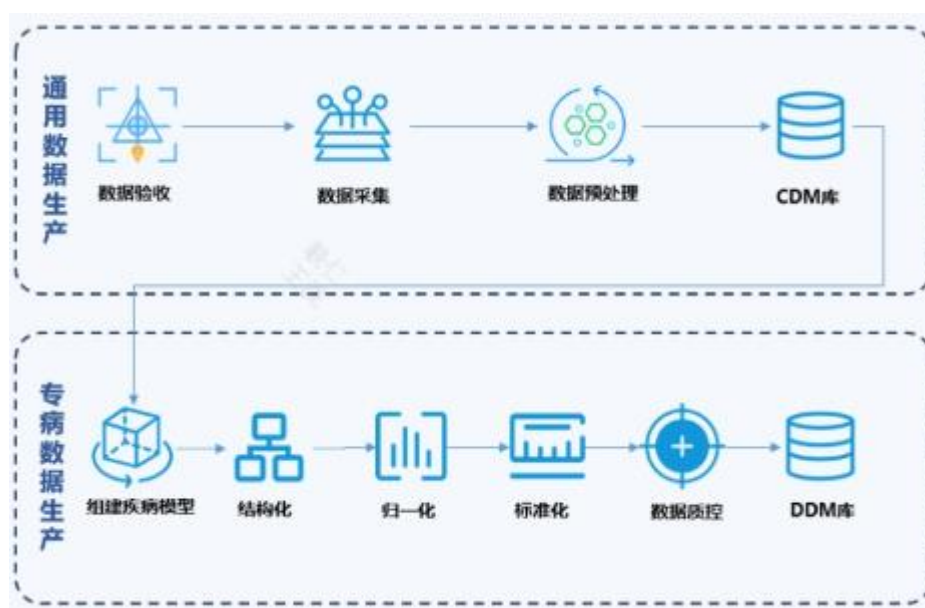 通用数据生产
数据验收
数据采集
数据预处理
CDM库
专病数据生产
组建疾病模型
结构化
归一化
标准化
数据质控
DDM库